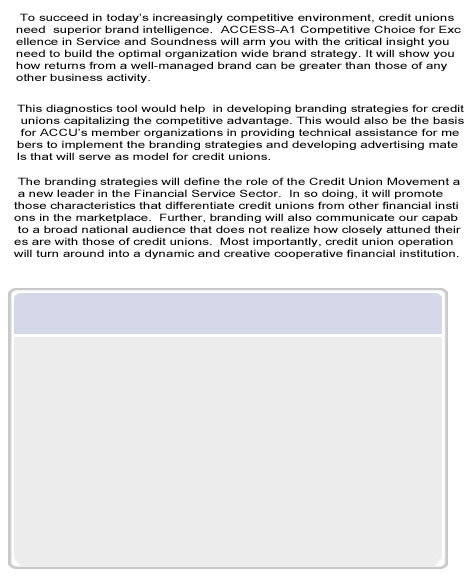 To succeed in today's increasingly competitive environment, credit unions
need  superior brand intelligence.  ACCESS-A1 Competitive Choice for Exc
ellence in Service and Soundness will arm you with the critical insight you
need to build the optimal organization wide brand strategy. It will show you
how returns from a well-managed brand can be greater than those of any
other business activity.
This diagnostics tool would help  in developing branding strategies for credit
unions capitalizing the competitive advantage. This would also be the basis
for ACCU's member organizations in providing technical assistance for me
bers to implement the branding strategies and developing advertising mate
ls that will serve as model for credit unions.
The branding strategies will define the role of the Credit Union Movement a
a new leader in the Financial Service Sector.  In so doing, it will promote
those characteristics that differentiate credit unions from other financial insti
ons in the marketplace.  Further, branding will also communicate our capab
to a broad national audience that does not realize how closely attuned their
es are with those of credit unions.  Most importantly, credit union operation
will turn around into a dynamic and creative cooperative financial institution.